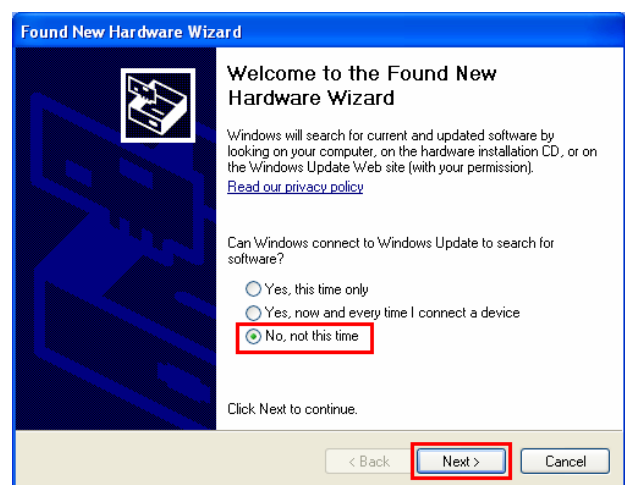 Found New Hardware Wizard
Welcome to the Found New
Hardware Wizard
Windows will search for current and updated software by
looking on your computer, on the hardware installation CD, or on
the Windows Update Web site (with your permission).
Read our privacy policy
Can Windows connect to Windows Update to search for
software?
Yes, this time only
Yes, now and every time I connect a device
No, not this time
Click Next to continue.
< Back
Next >
Cancel